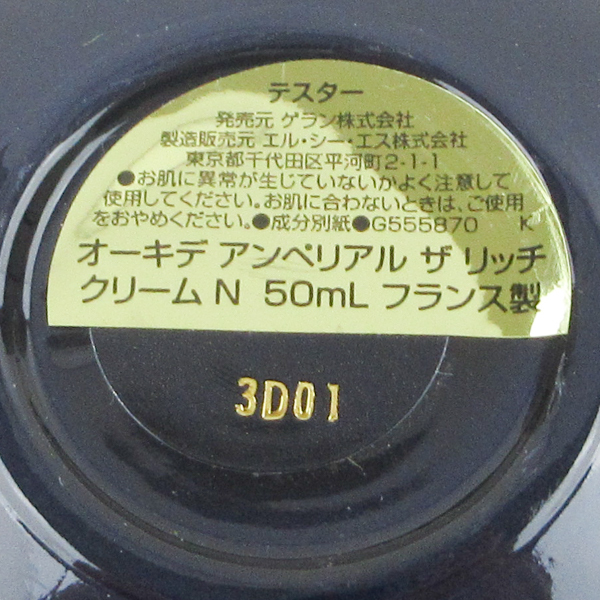 テスター
発売元 ゲラン株式会社
製造販売元 エル・シー・エス株式会社
東京都千代田区平河町2-1-1
●お肌に異常が生じていないかよく注意して
使用してください。お肌に合わないときは、ご使用
をおやめください。●成分別紙●G555870 K
オーキデ アンペリアル ザ リッチ
クリーム N 50mL フランス製
3D01